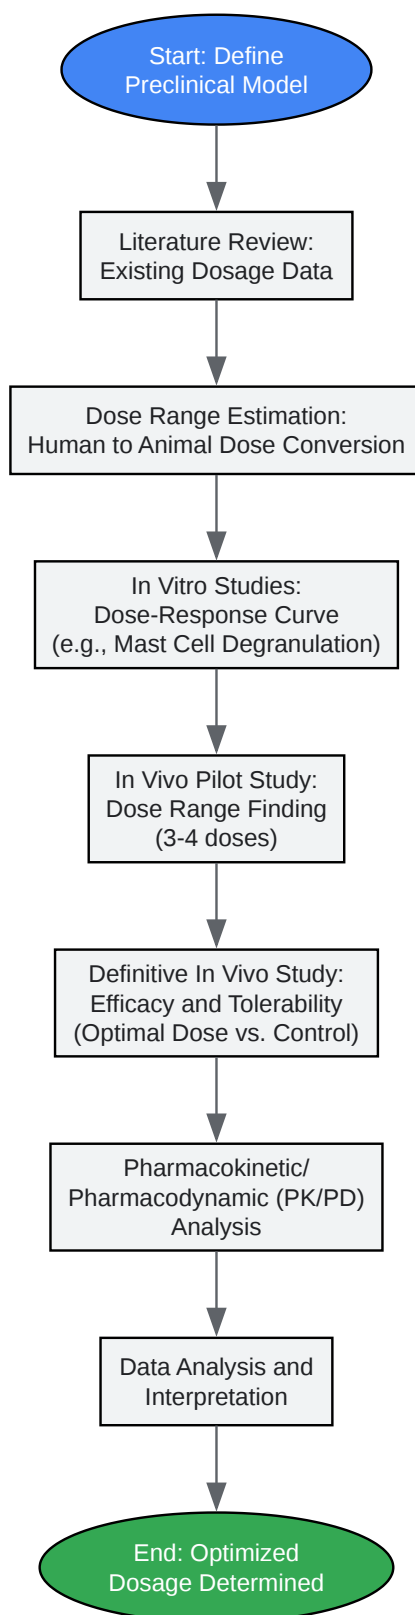 Start: Define
Preclinical Model
Literature Review:
Existing Dosage Data
Dose Range Estimation:
Human to Animal Dose Conversion
In Vitro Studies:
Dose-Response Curve
(e.g., Mast Cell Degranulation)
In Vivo Pilot Study:
Dose Range Finding
(3-4 doses)
Definitive In Vivo Study:
Efficacy and Tolerability
(Optimal Dose vs. Control)
Pharmacokinetic/
Pharmacodynamic (PK/PD)
Analysis
Data Analysis and
Interpretation
End: Optimized
Dosage Determined